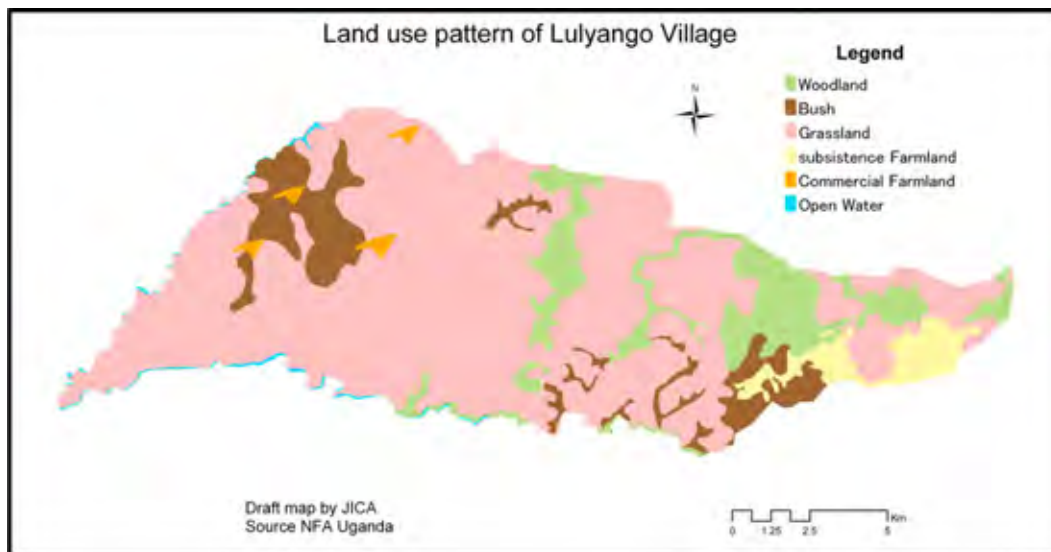 Land use pattern of Lulyango Village
Legend
Woodland
Bush
Grassland
subsistence Farmland
Commercial Farmland
Open Water
N
Draft map by JICA
Source NFA Uganda
Km
0 1.25 2.5 5